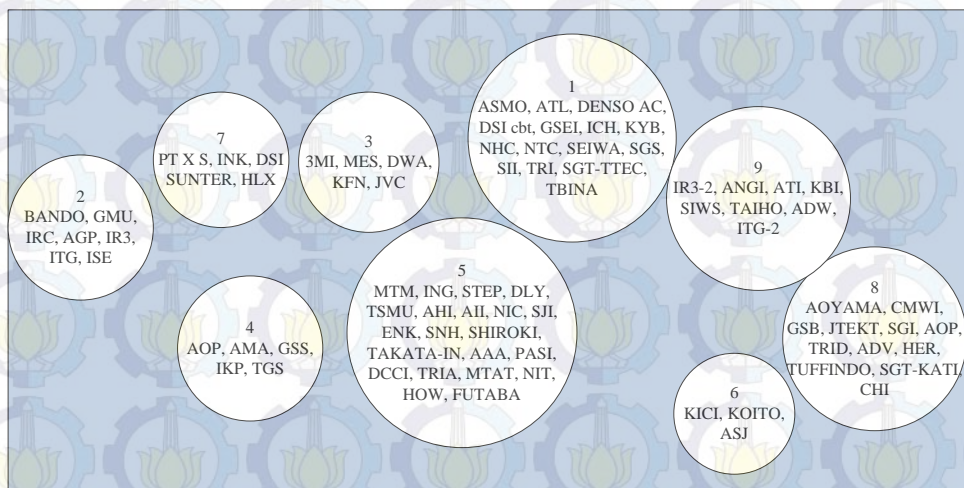 1
ASMO, ATL, DENSO AC,
DSI cbt, GSEI, ICH, KYB,
NHC, NTC, SEIWA, SGS,
SII, TRI, SGT-TTEC,
TBINA
7
PT X S, INK, DSI
SUNTER, HLX
3
3MI, MES, DWA,
KFN, JVC
9
IR3-2, ANGI, ATI, KBI,
SIWS, TAIHO, ADW,
ITG-2
2
BANDO, GMU,
IRC, AGP, IR3,
ITG, ISE
5
MTM, ING, STEP, DLY,
TSMU, AHI, AII, NIC, SJI,
ENK, SNH, SHIROKI,
TAKATA-IN, AAA, PASI,
DCCI, TRIA, MTAT, NIT,
HOW, FUTABA
8
AOYAMA, CMWI,
GSB, JTEKT, SGI, AOP,
TRID, ADV, HER,
TUFFINDO, SGT-KATI,
CHI
4
AOP, AMA, GSS,
IKP, TGS
6
KICI, KOITO,
ASJ